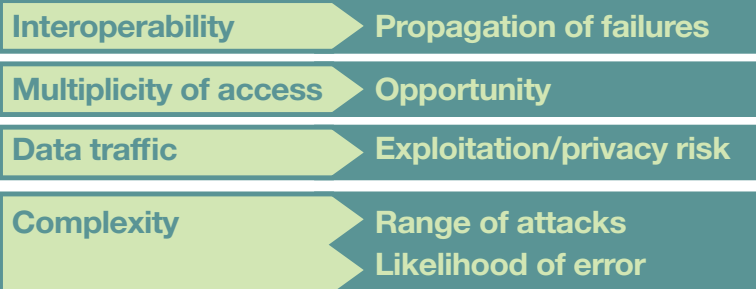 Interoperability Propagation of failures
Multiplicity of access Opportunity
Data traffic Exploitation/privacy risk
Complexity Range of attacks
Likelihood of error